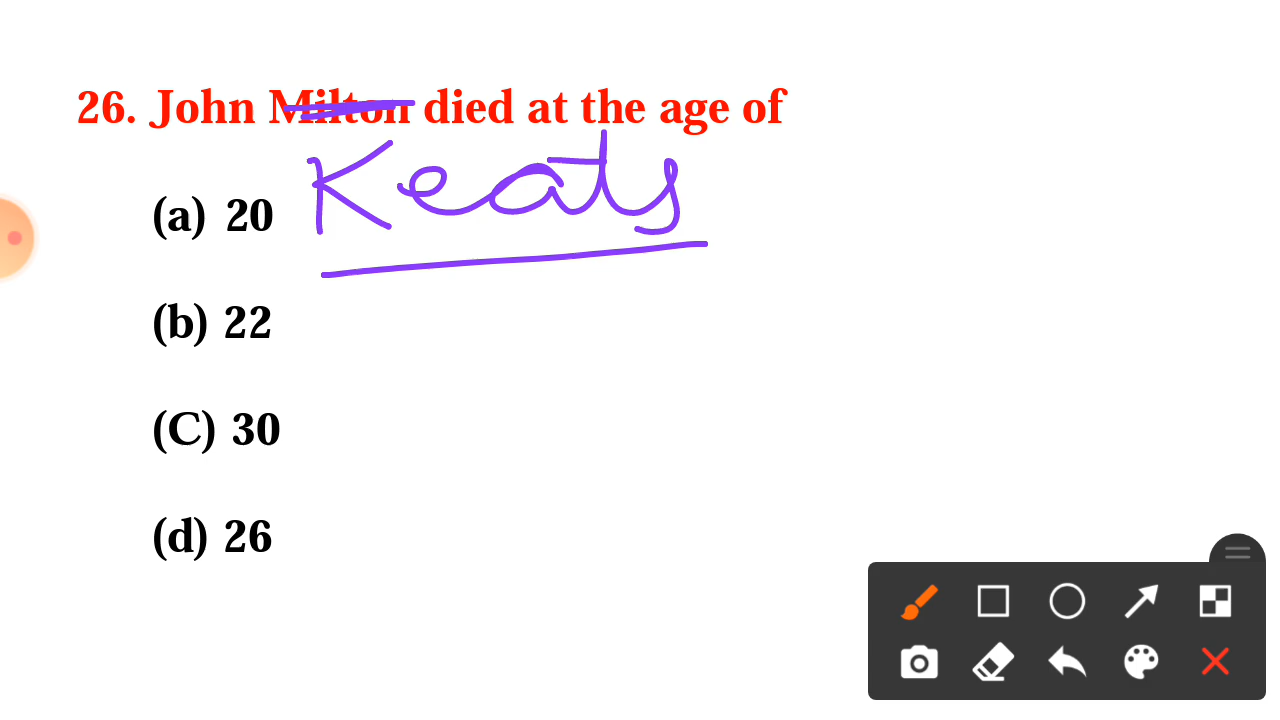 26. John Milton died at the age of
Keats
(a) 20
(b) 22
(C) 30
(d) 26